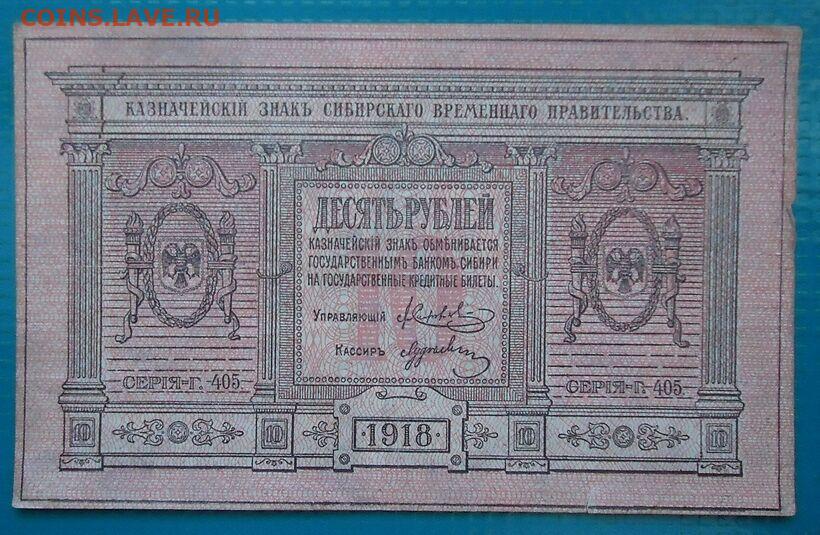 COINS.LAVE.RU
КАЗНАЧЕЙСКІЙ ЗНАКЪ СИБИРСКАГО ВРЕМЕННАГО ПРАВИТЕЛЬСТВА.
ДЕСЯТЬ РУБЛЕЙ
КАЗНАЧЕЙСКІЙ ЗНАКЪ ОБМѢНИВАЕТСЯ
ГОСУДАРСТВЕННЫМЪ БАНКОМЪ СИБИРИ
НА ГОСУДАРСТВЕННЫЕ КРЕДИТНЫЕ БИЛЕТЫ.
10
УПРАВЛЯЮЩІЙ
КАССИРЪ
СЕРІЯ-Г. 405.
СЕРІЯ-Г. 405.
10 10 ·1918· 10 10